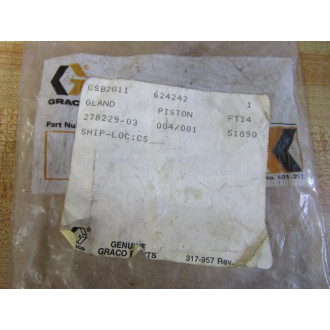 CSB2011 624242 1
GLAND PISTON FT14
278229-03 004/001 51890
SHIP-LOC:CS
GRACO
Part Nu
GENUINE
GRACO PARTS
317-957 Rev.